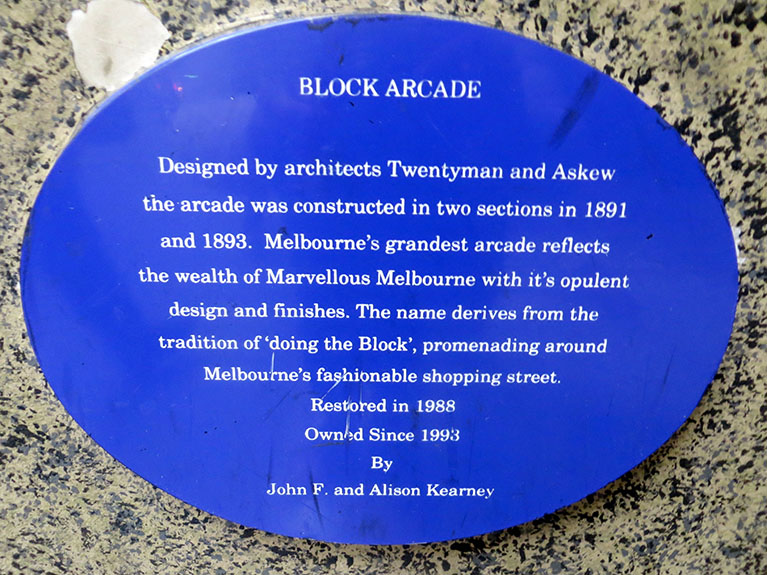 BLOCK ARCADE
Designed by architects Twentyman and Askew
the arcade was constructed in two sections in 1891
and 1893. Melbourne's grandest arcade reflects
the wealth of Marvellous Melbourne with it's opulent
design and finishes. The name derives from the
tradition of 'doing the Block', promenading around
Melbourne's fashionable shopping street.
Restored in 1988
Owned Since 1993
By
John F. and Alison Kearney